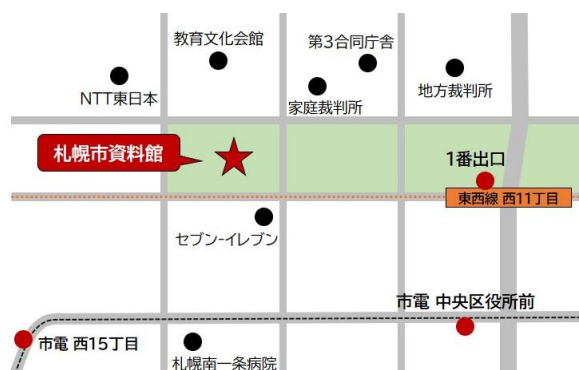 教育文化会館
第3合同庁舎
NTT東日本
家庭裁判所
地方裁判所
札幌市資料館
1番出口
東西線 西11丁目
セブン-イレブン
市電 中央区役所前
市電 西15丁目
札幌南一条病院